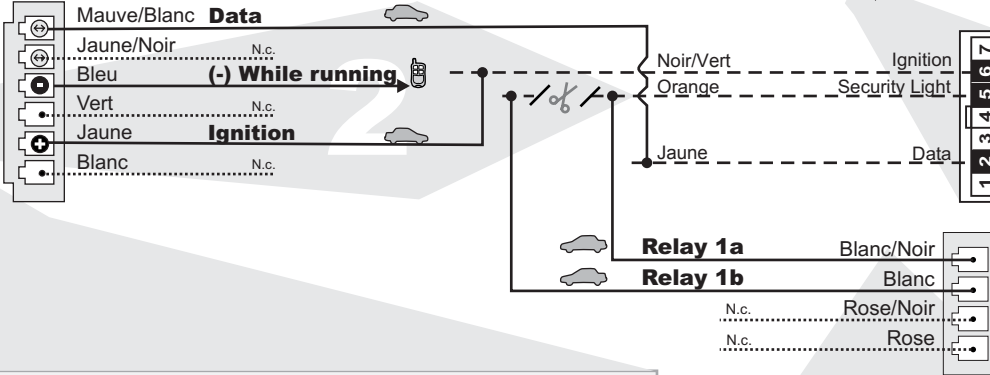 Mauve/Blanc Data
Jaune/Noir N.c.
Bleu (-) While running
Vert N.c.
Jaune Ignition
Blanc N.c.
2
Noir/Vert Ignition
Orange Security Light
Jaune Data
7
6
5
4
3
2
1
Relay 1a Blanc/Noir
Relay 1b Blanc
N.c. Rose/Noir
N.c. Rose